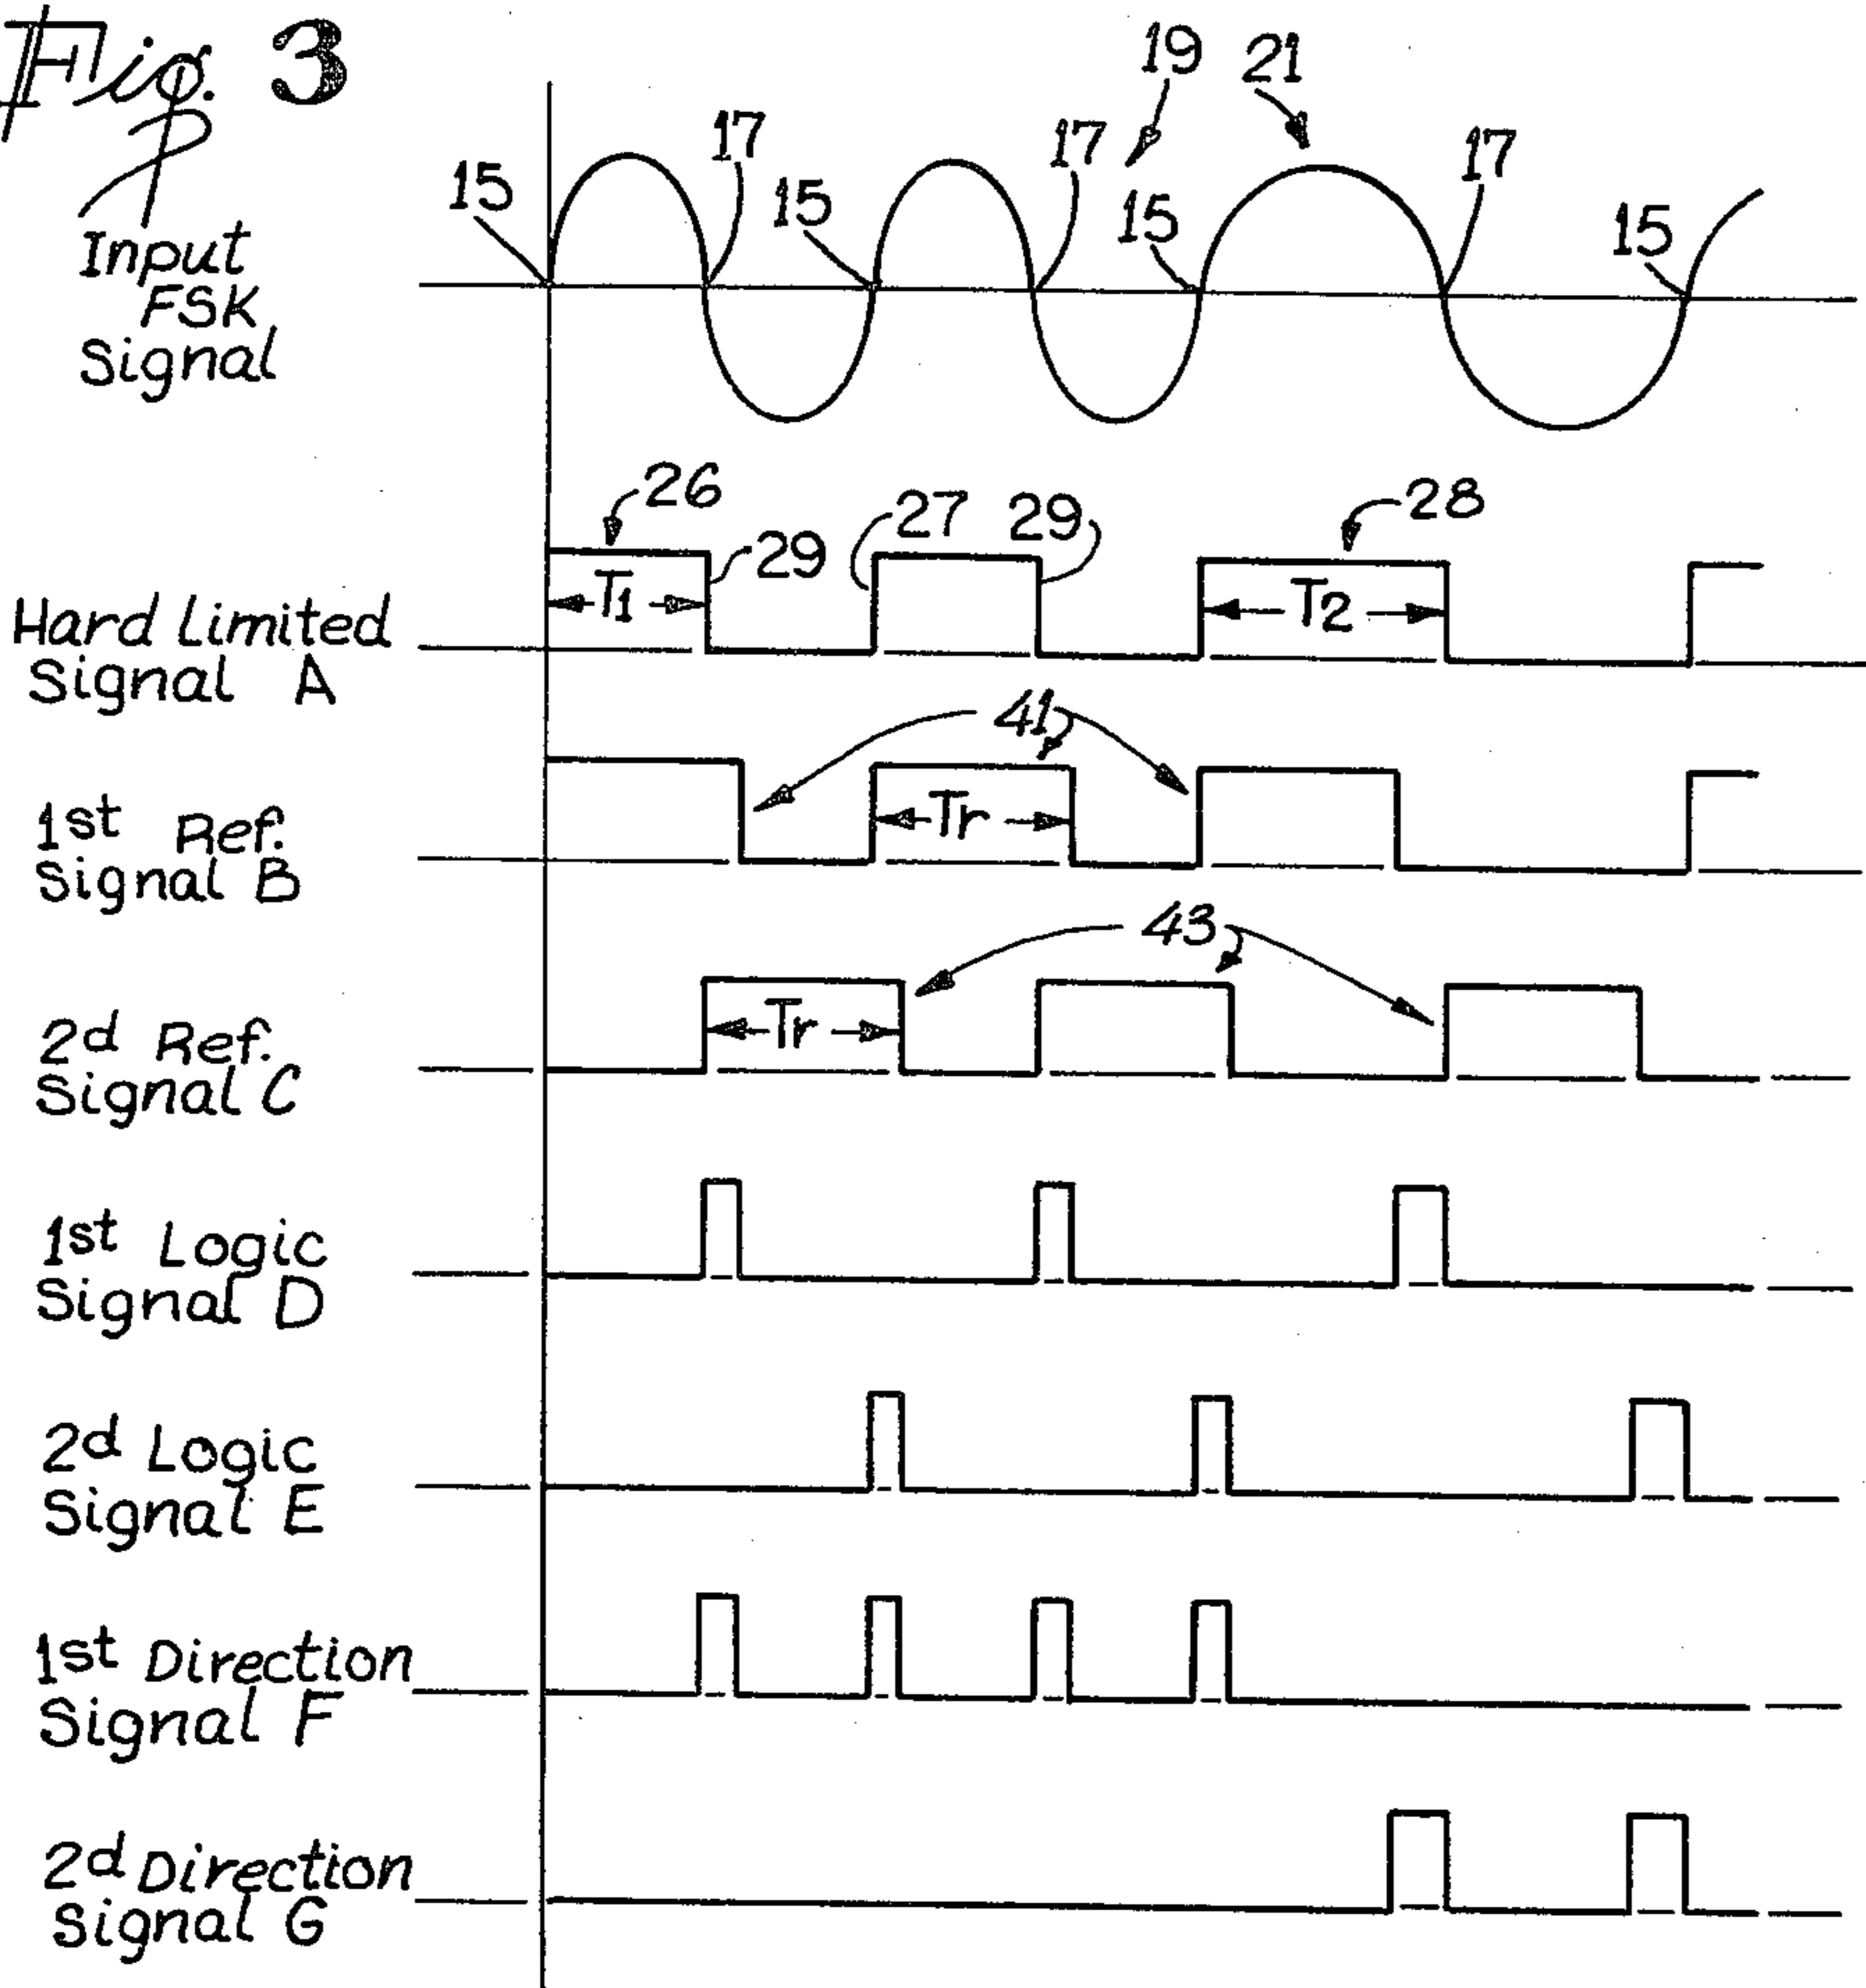 Fig. 3
19 21
17 17 17
15 15 15 15
Input
FSK
Signal
26 27 29 28
29
T1 T2
Hard Limited
Signal A
41
1st Ref.
Signal B
Tr
43
2d Ref.
Signal C
Tr
1st Logic
Signal D
2d Logic
Signal E
1st Direction
Signal F
2d Direction
Signal G